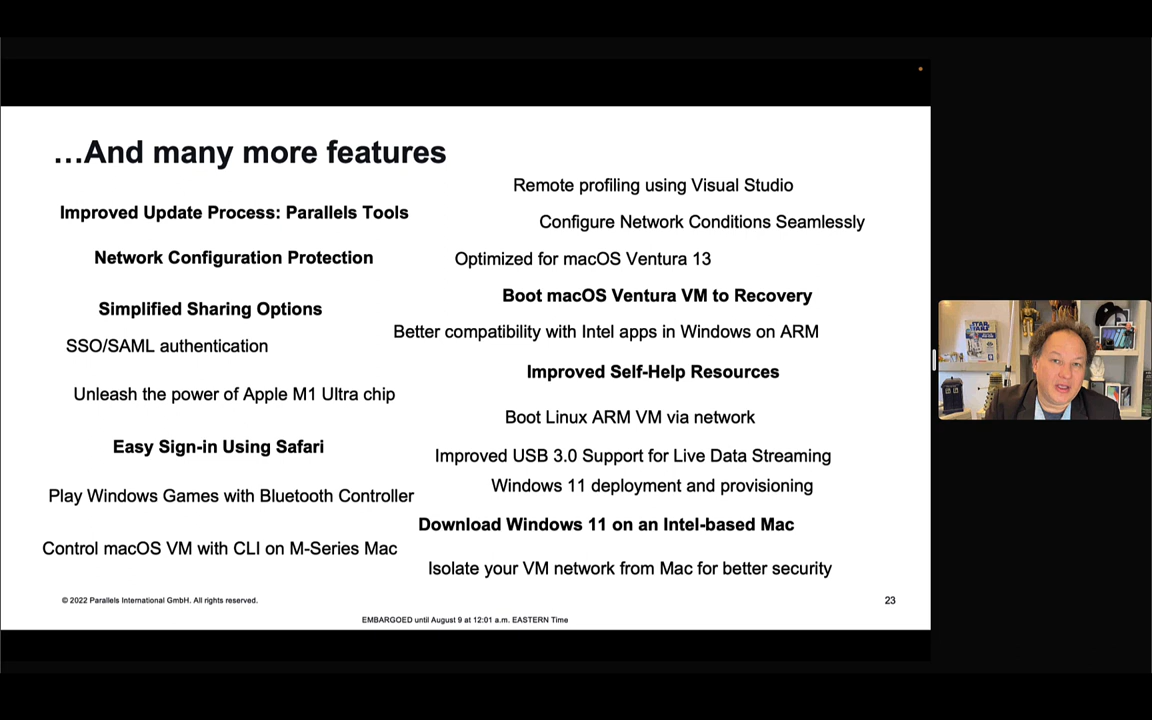 …And many more features
Improved Update Process: Parallels Tools
Network Configuration Protection
Simplified Sharing Options
SSO/SAML authentication
Unleash the power of Apple M1 Ultra chip
Easy Sign-in Using Safari
Play Windows Games with Bluetooth Controller
Control macOS VM with CLI on M-Series Mac
Remote profiling using Visual Studio
Configure Network Conditions Seamlessly
Optimized for macOS Ventura 13
Boot macOS Ventura VM to Recovery
Better compatibility with Intel apps in Windows on ARM
Improved Self-Help Resources
Boot Linux ARM VM via network
Improved USB 3.0 Support for Live Data Streaming
Windows 11 deployment and provisioning
Download Windows 11 on an Intel-based Mac
Isolate your VM network from Mac for better security
© 2022 Parallels International GmbH. All rights reserved.
23
EMBARGOED until August 9 at 12:01 a.m. EASTERN Time
STAR
WARS